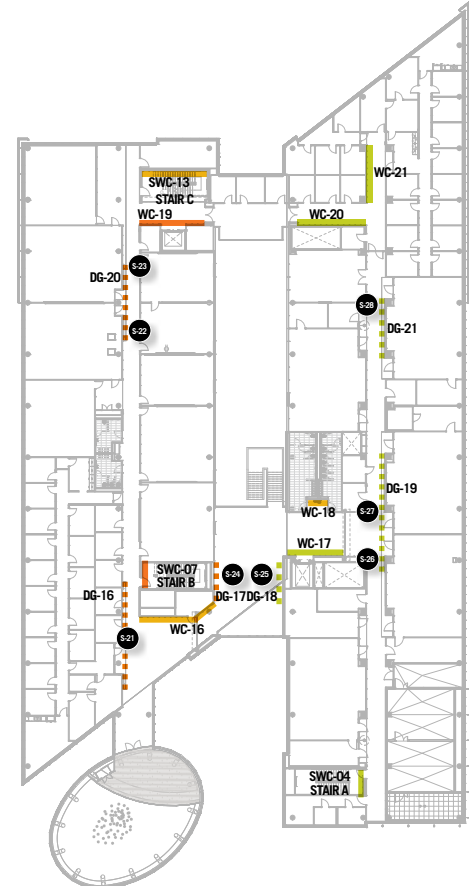 SWC-13
STAIR C
WC-21
WC-19
WC-20
S-23
DG-20
S-22
S-28
DG-21
DG-19
WC-18
S-27
WC-17
S-26
SWC-07
STAIR B
S-24
S-25
DG-16
DG-17
DG-18
WC-16
S-21
SWC-04
STAIR A